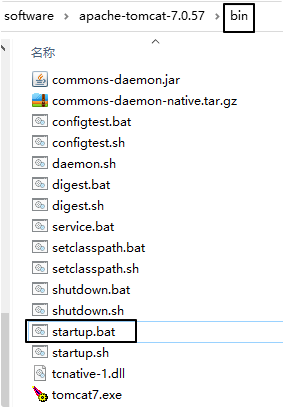 software > apache-tomcat-7.0.57 > bin
名称
commons-daemon.jar
commons-daemon-native.tar.gz
configtest.bat
configtest.sh
daemon.sh
digest.bat
digest.sh
service.bat
setclasspath.bat
setclasspath.sh
shutdown.bat
shutdown.sh
startup.bat
startup.sh
tcnative-1.dll
tomcat7.exe